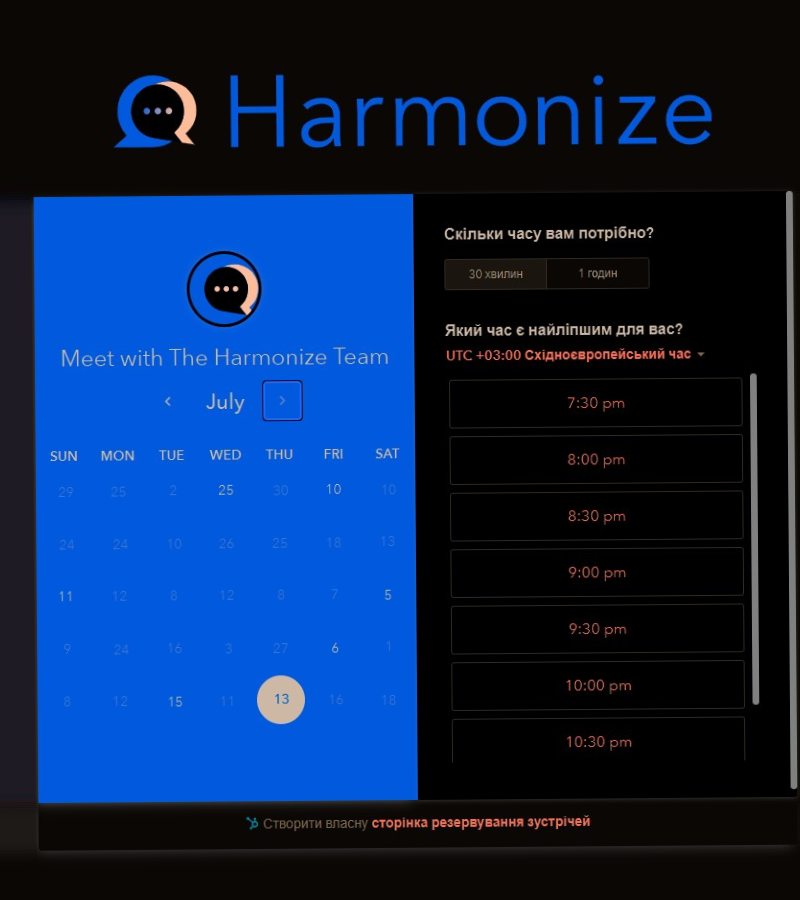 Harmonize
Meet with The Harmonize Team
July
SUN MON TUE WED THU FRI SAT
29 25 2 25 30 10 10
24 24 10 26 25 18 13
11 12 8 12 8 7 5
9 24 16 3 27 6 1
8 12 15 11 13 16 18
Скільки часу вам потрібно?
30 хвилин 1 годин
Який час є найліпшим для вас?
UTC +03:00 Східноєвропейський час
7:30 pm
8:00 pm
8:30 pm
9:00 pm
9:30 pm
10:00 pm
10:30 pm
Створити власну сторінка резервування зустрічей